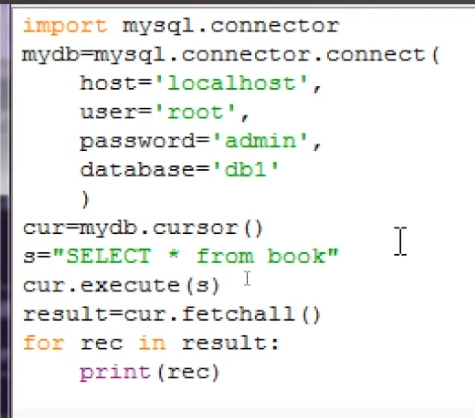 import mysql.connector
mydb=mysql.connector.connect(
    host='localhost',
    user='root',
    password='admin',
    database='db1'
    )
cur=mydb.cursor()
s="SELECT * from book"
cur.execute(s)
result=cur.fetchall()
for rec in result:
    print(rec)